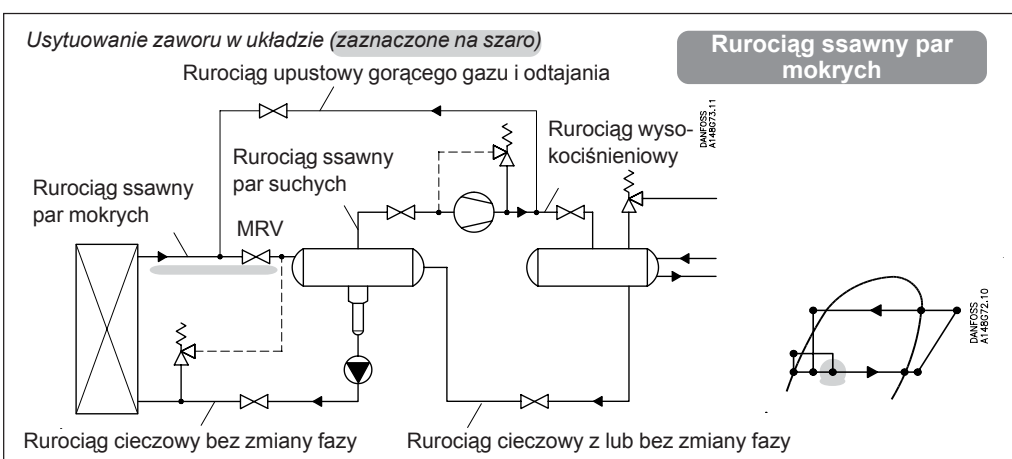 Usytuowanie zaworu w układzie (zaznaczone na szaro)
Rurociąg ssawny par
mokrych
Rurociąg upustowy gorącego gazu i odtajania
DANFOSS
A148G73.11
Rurociąg wyso-
kociśnieniowy
Rurociąg ssawny
par suchych
Rurociąg ssawny
par mokrych
MRV
DANFOSS
A148G72.10
Rurociąg cieczowy bez zmiany fazy
Rurociąg cieczowy z lub bez zmiany fazy